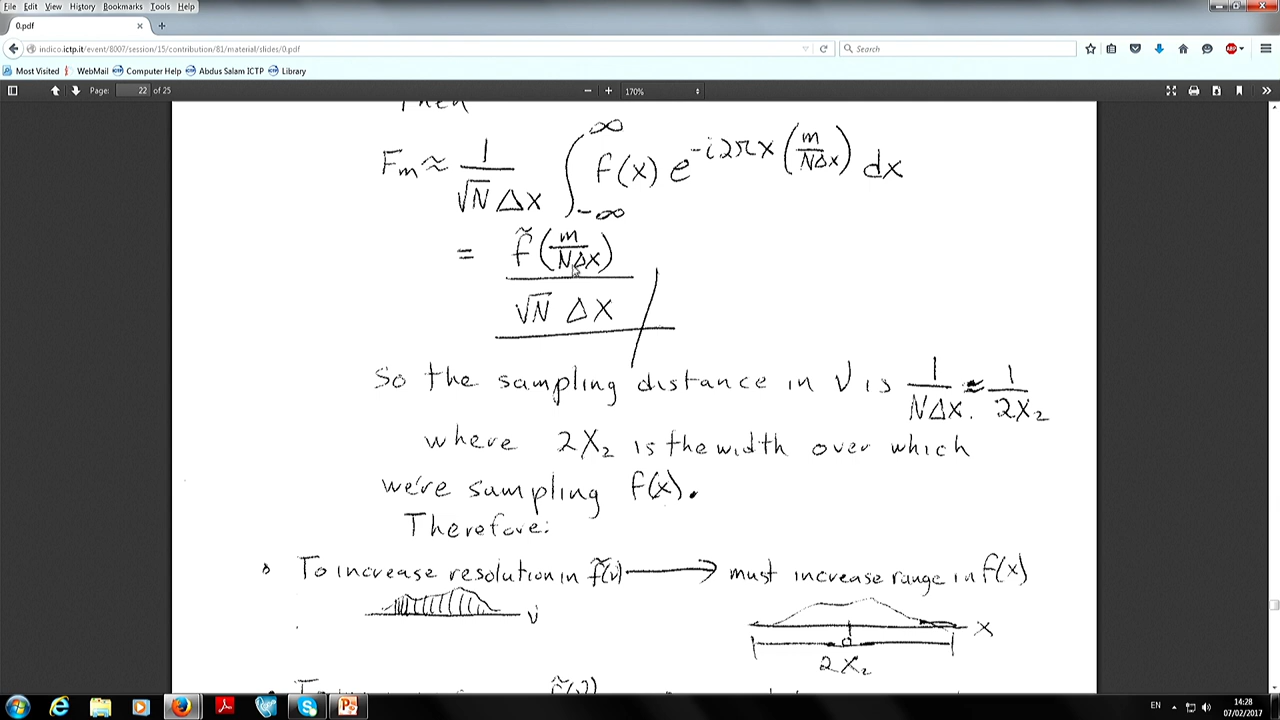 File Edit View History Bookmarks Tools Help
0.pdf
indico.ictp.it/event/8007/session/15/contribution/81/material/slides/0.pdf
Search
Most Visited WebMail Computer Help Abdus Salam ICTP Library
Page: 22 of 25
170%
Then
Fm ≈ 1/(√N Δx) ∫_{-∞}^{∞} f(x) e^{-i2πx(m/(NΔx))} dx
= f̃(m/(NΔx)) / (√N Δx)
So the sampling distance in ν is 1/(NΔx). ≈ 1/(2X₂)
where 2X₂ is the width over which
we're sampling f(x).
Therefore:
To increase resolution in f̃(ν) → must increase range in f(x)
ν
x
0
2X₂
EN
14:28
07/02/2017